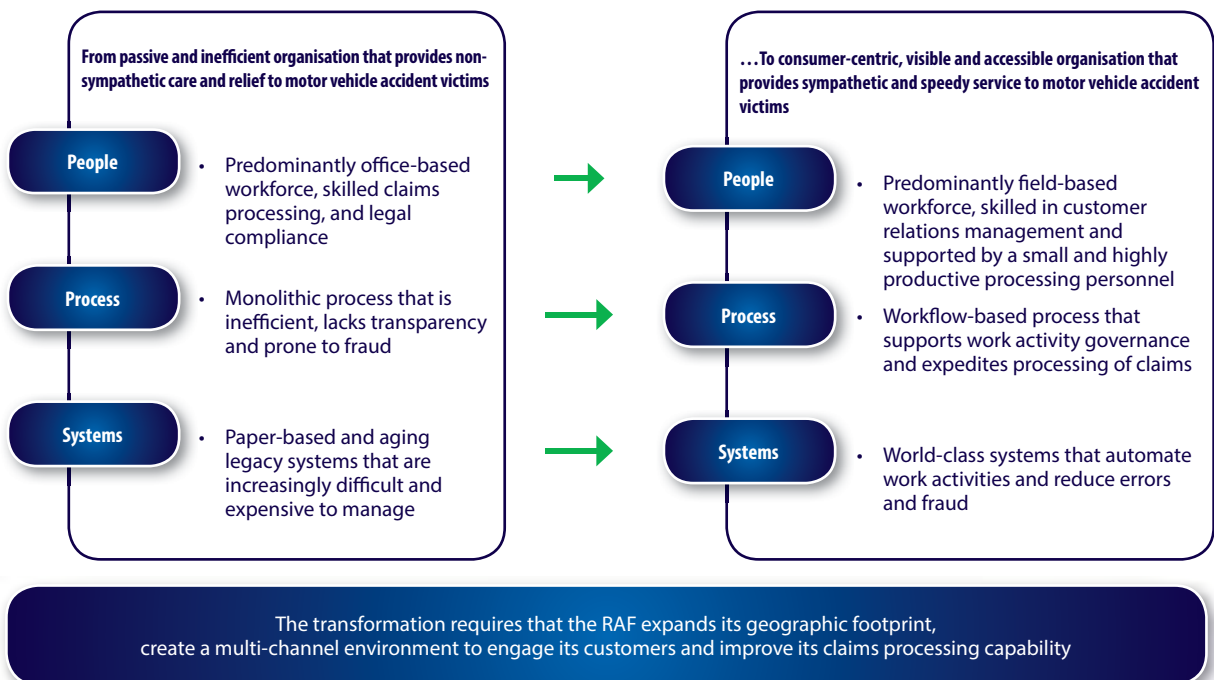 From passive and inefficient organisation that provides non-
sympathetic care and relief to motor vehicle accident victims
People
• Predominantly office-based
workforce, skilled claims
processing, and legal
compliance
Process
• Monolithic process that is
inefficient, lacks transparency
and prone to fraud
Systems
• Paper-based and aging
legacy systems that are
increasingly difficult and
expensive to manage
…To consumer-centric, visible and accessible organisation that
provides sympathetic and speedy service to motor vehicle accident
victims
People
• Predominantly field-based
workforce, skilled in customer
relations management and
supported by a small and highly
productive processing personnel
Process
• Workflow-based process that
supports work activity governance
and expedites processing of claims
Systems
• World-class systems that automate
work activities and reduce errors
and fraud
The transformation requires that the RAF expands its geographic footprint,
create a multi-channel environment to engage its customers and improve its claims processing capability